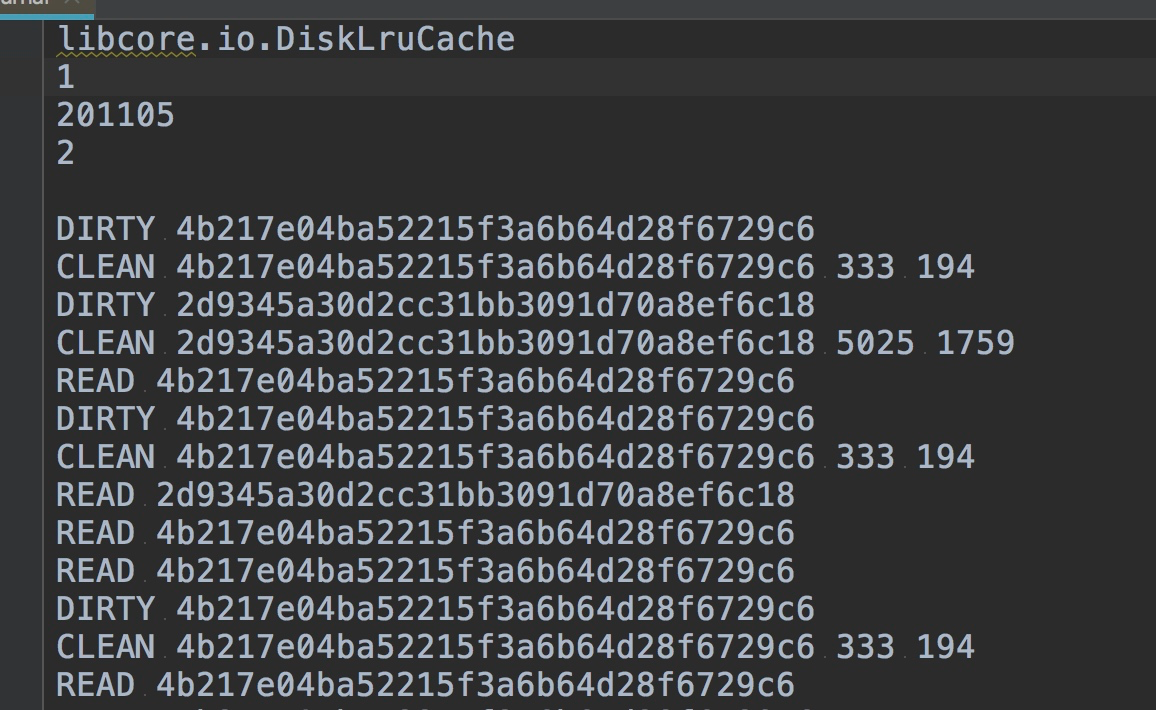 libcore.io.DiskLruCache
1
201105
2
DIRTY 4b217e04ba52215f3a6b64d28f6729c6
CLEAN 4b217e04ba52215f3a6b64d28f6729c6 333 194
DIRTY 2d9345a30d2cc31bb3091d70a8ef6c18
CLEAN 2d9345a30d2cc31bb3091d70a8ef6c18 5025 1759
READ 4b217e04ba52215f3a6b64d28f6729c6
DIRTY 4b217e04ba52215f3a6b64d28f6729c6
CLEAN 4b217e04ba52215f3a6b64d28f6729c6 333 194
READ 2d9345a30d2cc31bb3091d70a8ef6c18
READ 4b217e04ba52215f3a6b64d28f6729c6
READ 4b217e04ba52215f3a6b64d28f6729c6
DIRTY 4b217e04ba52215f3a6b64d28f6729c6
CLEAN 4b217e04ba52215f3a6b64d28f6729c6 333 194
READ 4b217e04ba52215f3a6b64d28f6729c6